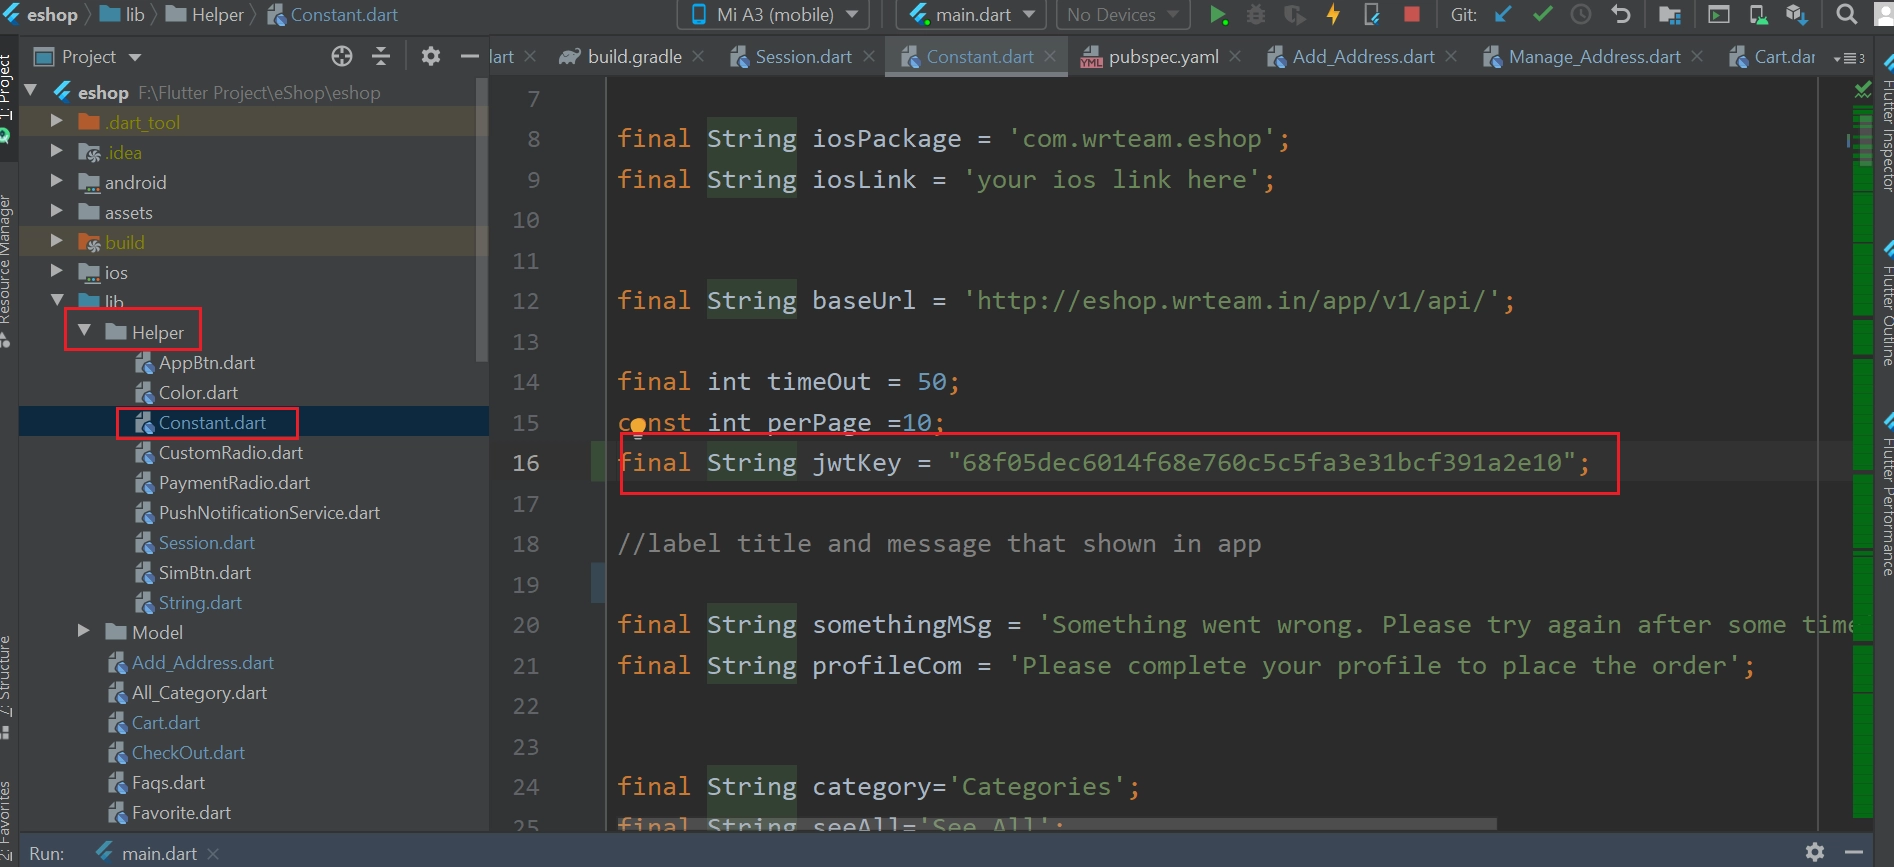 eshop lib Helper Constant.dart Mi A3 (mobile) main.dart No Devices Git:
Project
dart build.gradle Session.dart Constant.dart pubspec.yaml Add_Address.dart Manage_Address.dart Cart.dar 3
1: Project
Resource Manager
Z: Structure
2: Favorites
eshop F:\Flutter Project\eShop\eshop
.dart_tool
.idea
android
assets
build
ios
lib
Helper
AppBtn.dart
Color.dart
Constant.dart
CustomRadio.dart
PaymentRadio.dart
PushNotificationService.dart
Session.dart
SimBtn.dart
String.dart
Model
Add_Address.dart
All_Category.dart
Cart.dart
CheckOut.dart
Faqs.dart
Favorite.dart
7
8 final String iosPackage = 'com.wrteam.eshop';
9 final String iosLink = 'your ios link here';
10
11
12 final String baseUrl = 'http://eshop.wrteam.in/app/v1/api/';
13
14 final int timeOut = 50;
15 const int perPage =10;
16 final String jwtKey = "68f05dec6014f68e760c5c5fa3e31bcf391a2e10";
17
18 //label title and message that shown in app
19
20 final String somethingMSg = 'Something went wrong. Please try again after some time
21 final String profileCom = 'Please complete your profile to place the order';
22
23
24 final String category='Categories';
25 final String seeAll='See All';
Flutter Inspector
Flutter Outline
Flutter Performance
Run: main.dart